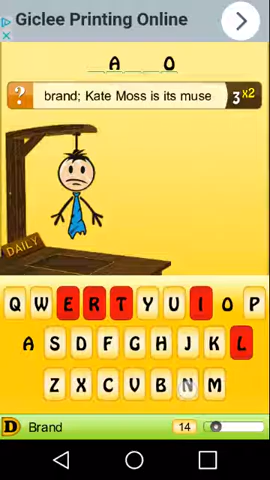 Giclee Printing Online
A O
? brand; Kate Moss is its muse 3 x2
DAILY
Q W E R T Y U I O P
A S D F G H J K L
Z X C V B N M
D Brand 14